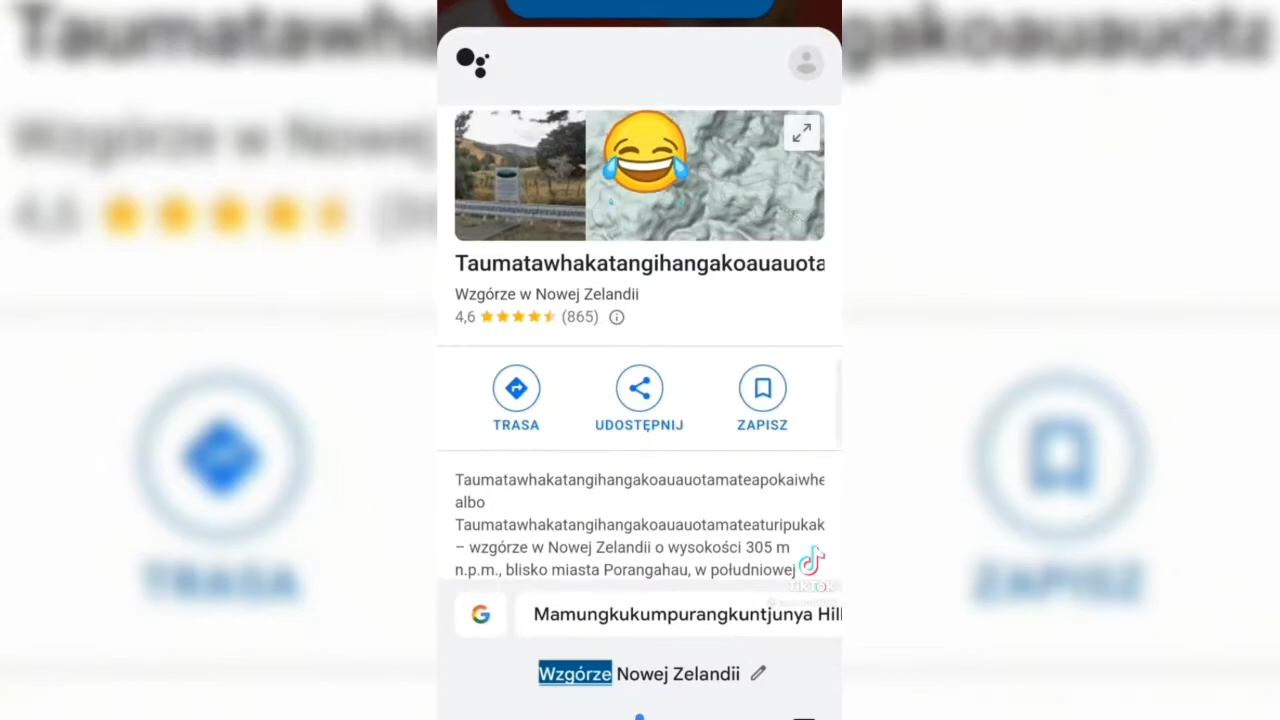 Taumatawhakatangihangakoauauota
Wzgórze w Nowej Zelandii
4,6 (865)
TRASA UDOSTĘPNIJ ZAPISZ
Taumatawhakatangihangakoauauotamateapokaiwhe
albo
Taumatawhakatangihangakoauauotamateaturipukak
– wzgórze w Nowej Zelandii o wysokości 305 m
n.p.m., blisko miasta Porangahau, w południowej
TikTok
Mamungkukumpurangkuntjunya Hill
Wzgórze Nowej Zelandii